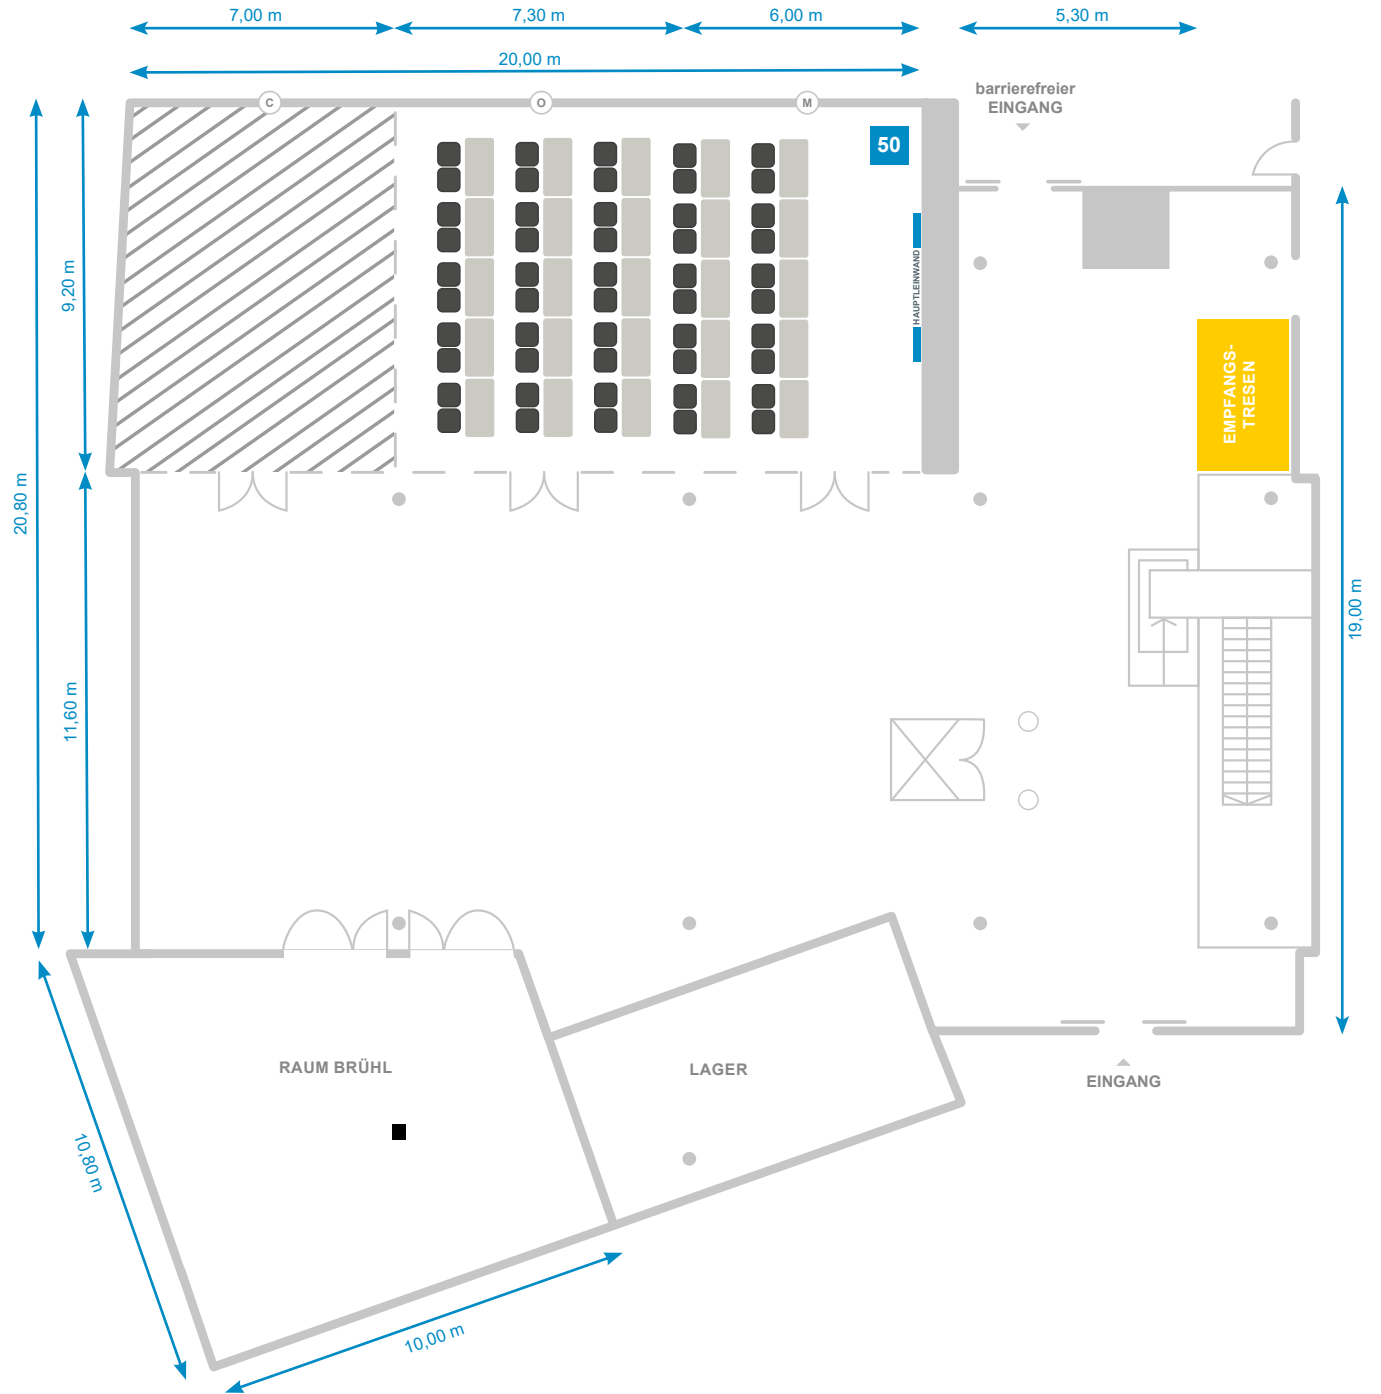 7,00 m
7,30 m
6,00 m
5,30 m
20,00 m
barrierefreier
EINGANG
C
O
M
50
HAUPTLEINWAND
9,20 m
20,80 m
11,60 m
EMPFANGS-
TRESEN
19,00 m
RAUM BRÜHL
LAGER
EINGANG
10,80 m
10,00 m